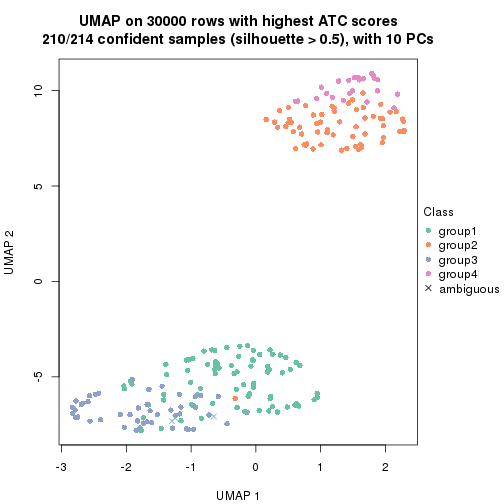 UMAP on 30000 rows with highest ATC scores
210/214 confident samples (silhouette > 0.5), with 10 PCs
10
5
0
-5
UMAP 2
-3
-2
-1
0
1
2
UMAP 1
Class
group1
group2
group3
group4
ambiguous